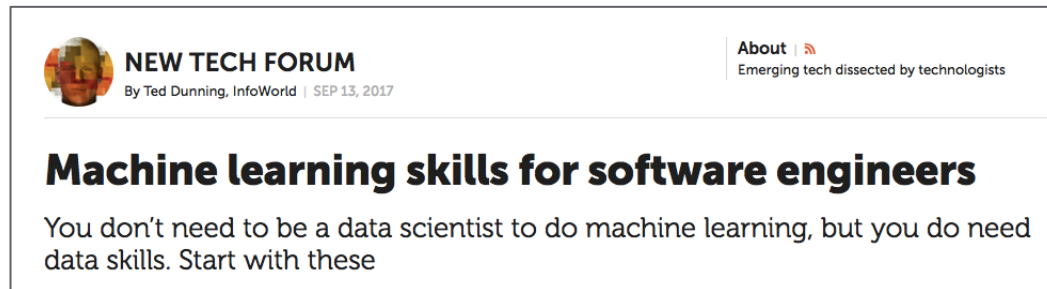 NEW TECH FORUM
By Ted Dunning, InfoWorld | SEP 13, 2017
About |
Emerging tech dissected by technologists
Machine learning skills for software engineers
You don’t need to be a data scientist to do machine learning, but you do need
data skills. Start with these